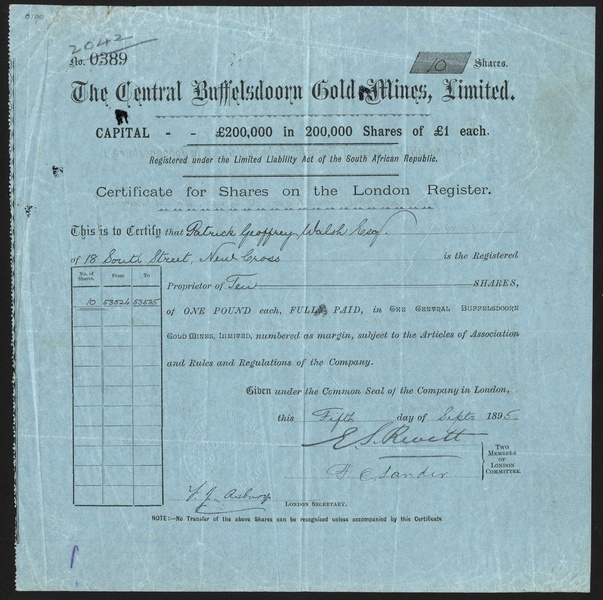 2042
No. 0389
10 Shares.
The Central Buffelsdoorn Gold Mines, Limited.
CAPITAL - - £200,000 in 200,000 Shares of £1 each.
Registered under the Limited Liability Act of the South African Republic.
Certificate for Shares on the London Register.
This is to Certify that Patrick Geoffrey Walsh Esq.
of 18 South Street, New Cross is the Registered
Proprietor of Ten SHARES,
of ONE POUND each, FULLY PAID, in THE CENTRAL BUFFELSDOORN
GOLD MINES, LIMITED, numbered as margin, subject to the Articles of Association
and Rules and Regulations of the Company.
No. of Shares. From To
10 53526 53535
Given under the Common Seal of the Company in London,
this Fifth day of Sept 1895
E. S. Rewett
TWO MEMBERS OF LONDON COMMITTEE.
LONDON SECRETARY.
NOTE:—No Transfer of the above Shares can be recognised unless accompanied by this Certificate